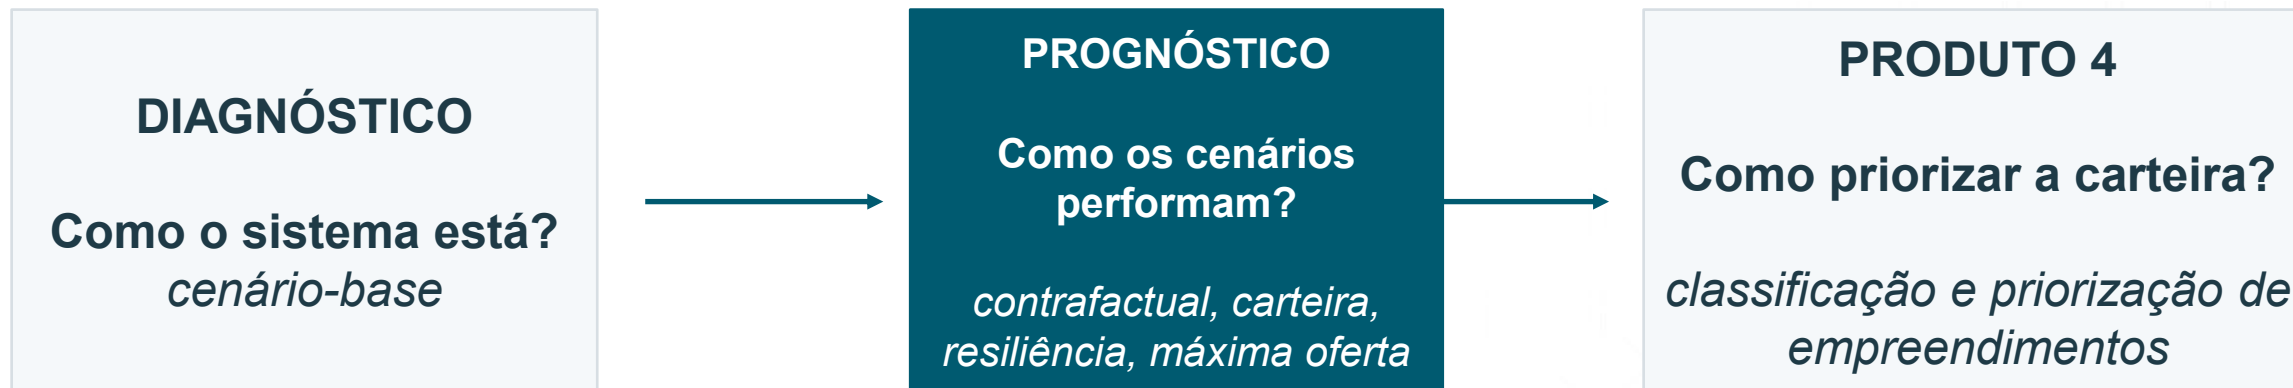 DIAGNÓSTICO
Como o sistema está?
cenário-base
PROGNÓSTICO
Como os cenários
performam?
contrafactual, carteira,
resiliência, máxima oferta
PRODUTO 4
Como priorizar a carteira?
classificação e priorização de
empreendimentos